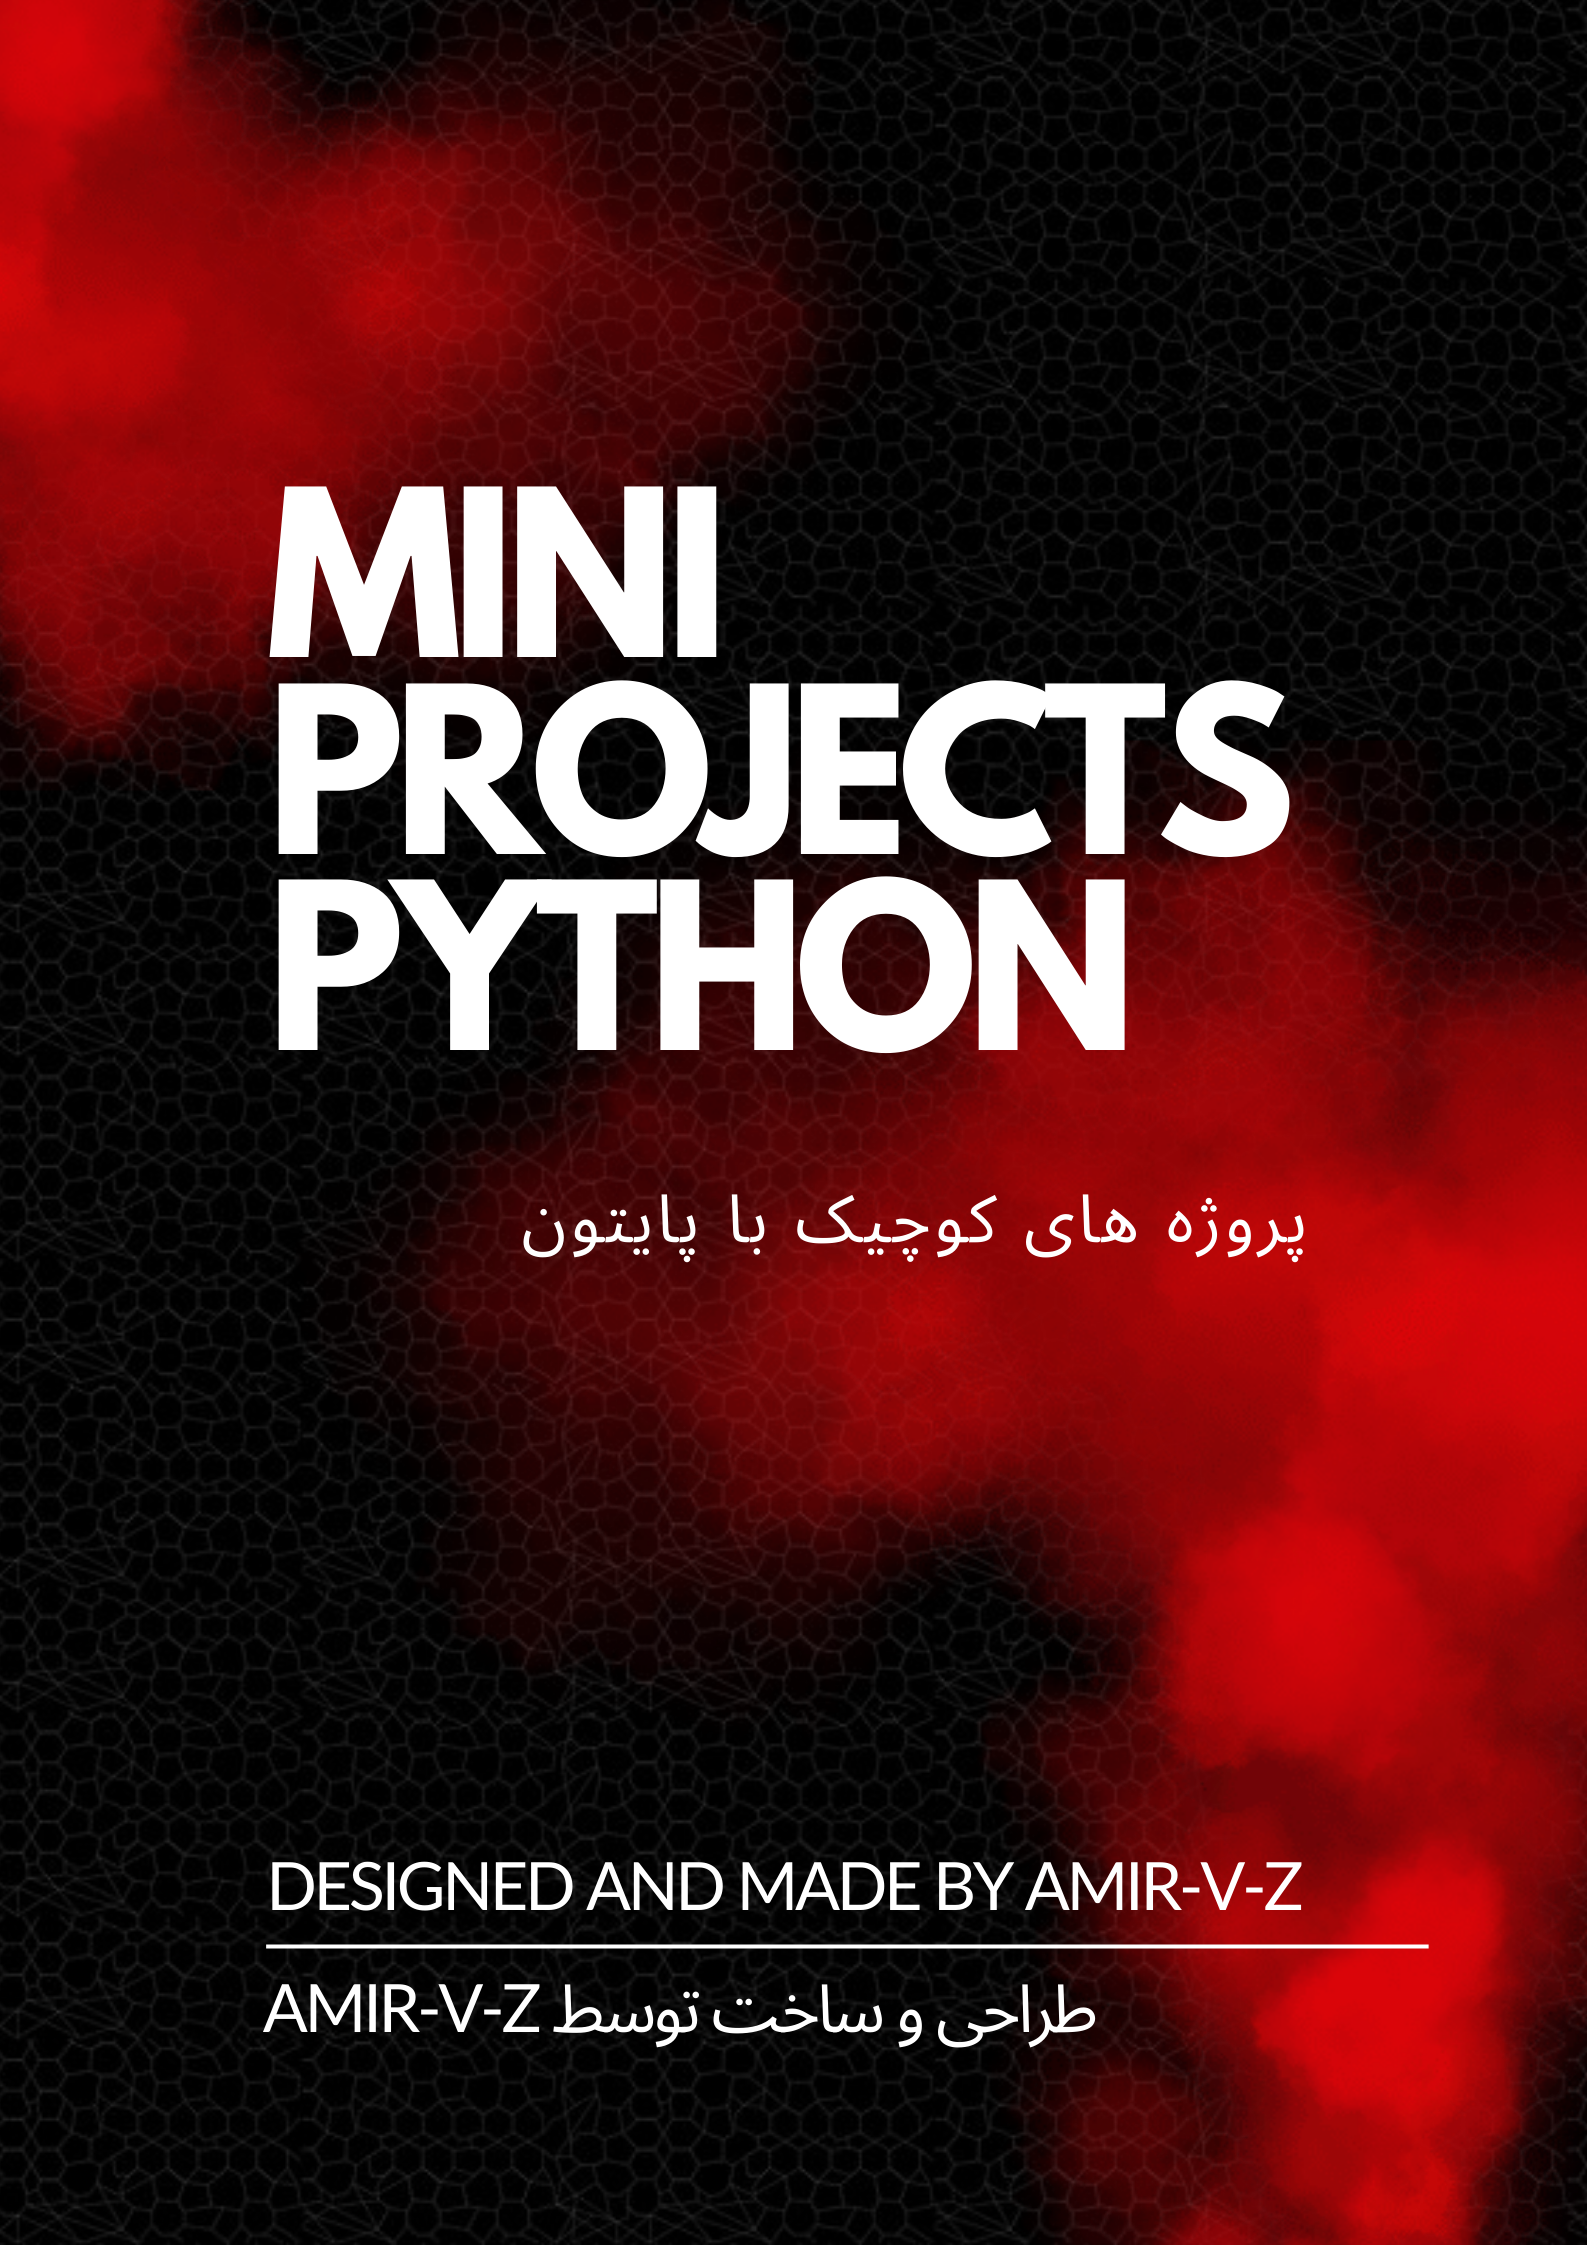 MINI
PROJECTS
PYTHON
پروژه های کوچیک با پایتون
DESIGNED AND MADE BY AMIR-V-Z
طراحی و ساخت توسط AMIR-V-Z